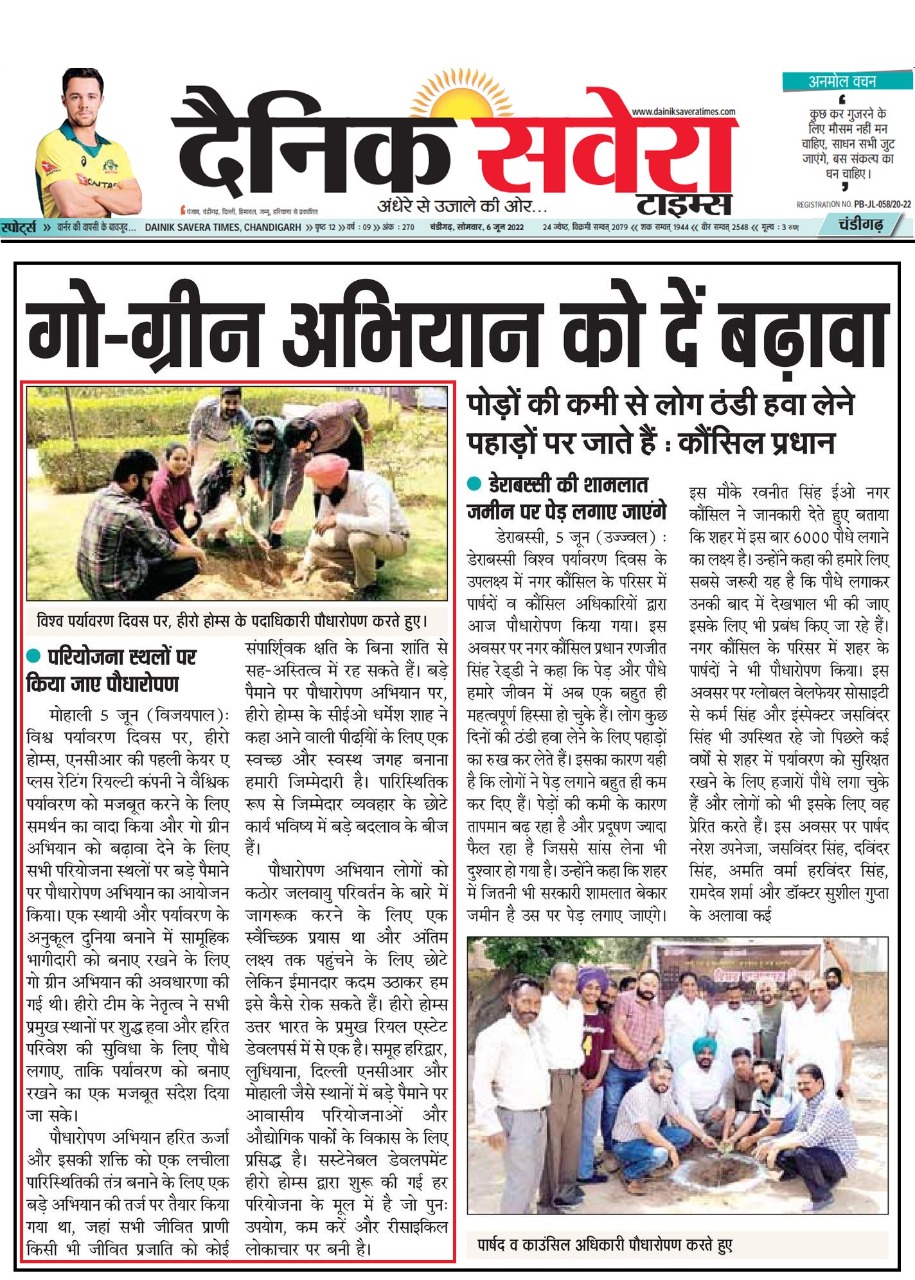 अनमोल वचन
कुछ कर गुजरने के
लिए मौसम नहीं मन
चाहिए, साधन सभी जुट
जाएंगे, बस संकल्प का
धन चाहिए।
www.dainiksaveratimes.com
दैनिक सवेरा
टाइम्स
अंधेरे से उजाले की ओर...
पंजाब, चंडीगढ़, दिल्ली, हिमाचल, जम्मू, हरियाणा से प्रकाशित
REGISTRATION NO. PB-JL-058/20-22
स्पोर्ट्स » वार्नर की वापसी के बावजूद... DAINIK SAVERA TIMES, CHANDIGARH » पृष्ठ 12 » वर्ष : 09 » अंक : 270 चंडीगढ़, सोमवार, 6 जून 2022 24 ज्येष्ठ, विक्रमी सम्वत् 2079 « शक सम्वत् 1944 « वीर सम्वत् 2548 « मूल्य : 3 रुपए चंडीगढ़
गो-ग्रीन अभियान को दें बढ़ावा
विश्व पर्यावरण दिवस पर, हीरो होम्स के पदाधिकारी पौधारोपण करते हुए।
● परियोजना स्थलों पर
किया जाए पौधारोपण
मोहाली 5 जून (विजयपाल):
विश्व पर्यावरण दिवस पर, हीरो
होम्स, एनसीआर की पहली केयर ए
प्लस रेटिंग रियल्टी कंपनी ने वैश्विक
पर्यावरण को मजबूत करने के लिए
समर्थन का वादा किया और गो ग्रीन
अभियान को बढ़ावा देने के लिए
सभी परियोजना स्थलों पर बड़े पैमाने
पर पौधारोपण अभियान का आयोजन
किया। एक स्थायी और पर्यावरण के
अनुकूल दुनिया बनाने में सामूहिक
भागीदारी को बनाए रखने के लिए
गो ग्रीन अभियान की अवधारणा की
गई थी। हीरो टीम के नेतृत्व ने सभी
प्रमुख स्थानों पर शुद्ध हवा और हरित
परिवेश की सुविधा के लिए पौधे
लगाए, ताकि पर्यावरण को बनाए
रखने का एक मजबूत संदेश दिया
जा सके।
पौधारोपण अभियान हरित ऊर्जा
और इसकी शक्ति को एक लचीला
पारिस्थितिकी तंत्र बनाने के लिए एक
बड़े अभियान की तर्ज पर तैयार किया
गया था, जहां सभी जीवित प्राणी
किसी भी जीवित प्रजाति को कोई
संपार्श्विक क्षति के बिना शांति से
सह-अस्तित्व में रह सकते हैं। बड़े
पैमाने पर पौधारोपण अभियान पर,
हीरो होम्स के सीईओ धर्मेश शाह ने
कहा आने वाली पीढ़ियों के लिए एक
स्वच्छ और स्वस्थ जगह बनाना
हमारी जिम्मेदारी है। पारिस्थितिक
रूप से जिम्मेदार व्यवहार के छोटे
कार्य भविष्य में बड़े बदलाव के बीज
हैं।
पौधारोपण अभियान लोगों को
कठोर जलवायु परिवर्तन के बारे में
जागरूक करने के लिए एक
स्वैच्छिक प्रयास था और अंतिम
लक्ष्य तक पहुंचने के लिए छोटे
लेकिन ईमानदार कदम उठाकर हम
इसे कैसे रोक सकते हैं। हीरो होम्स
उत्तर भारत के प्रमुख रियल एस्टेट
डेवलपर्स में से एक है। समूह हरिद्वार,
लुधियाना, दिल्ली एनसीआर और
मोहाली जैसे स्थानों में बड़े पैमाने पर
आवासीय परियोजनाओं और
औद्योगिक पार्कों के विकास के लिए
प्रसिद्ध है। सस्टेनेबल डेवलपमेंट
हीरो होम्स द्वारा शुरू की गई हर
परियोजना के मूल में है जो पुनः
उपयोग, कम करें और रीसाइकिल
लोकाचार पर बनी है।
पोड़ों की कमी से लोग ठंडी हवा लेने
पहाड़ों पर जाते हैं : कौंसिल प्रधान
● डेराबस्सी की शामलात
जमीन पर पेड़ लगाए जाएंगे
डेराबस्सी, 5 जून (उज्ज्वल) :
डेराबस्सी विश्व पर्यावरण दिवस के
उपलक्ष्य में नगर कौंसिल के परिसर में
पार्षदों व कौंसिल अधिकारियों द्वारा
आज पौधारोपण किया गया। इस
अवसर पर नगर कौंसिल प्रधान रणजीत
सिंह रेड्डी ने कहा कि पेड़ और पौधे
हमारे जीवन में अब एक बहुत ही
महत्वपूर्ण हिस्सा हो चुके हैं। लोग कुछ
दिनों की ठंडी हवा लेने के लिए पहाड़ों
का रुख कर लेते हैं। इसका कारण यही
है कि लोगों ने पेड़ लगाने बहुत ही कम
कर दिए हैं। पेड़ों की कमी के कारण
तापमान बढ़ रहा है और प्रदूषण ज्यादा
फैल रहा है जिससे सांस लेना भी
दुश्वार हो गया है। उन्होंने कहा कि शहर
में जितनी भी सरकारी शामलात बेकार
जमीन है उस पर पेड़ लगाए जाएंगे।
इस मौके रवनीत सिंह ईओ नगर
कौंसिल ने जानकारी देते हुए बताया
कि शहर में इस बार 6000 पौधे लगाने
का लक्ष्य है। उन्होंने कहा की हमारे लिए
सबसे जरूरी यह है कि पौधे लगाकर
उनकी बाद में देखभाल भी की जाए
इसके लिए भी प्रबंध किए जा रहे हैं।
नगर कौंसिल के परिसर में शहर के
पार्षदों ने भी पौधारोपण किया। इस
अवसर पर ग्लोबल वेलफेयर सोसाइटी
से कर्म सिंह और इंस्पेक्टर जसविंदर
सिंह भी उपस्थित रहे जो पिछले कई
वर्षो से शहर में पर्यावरण को सुरक्षित
रखने के लिए हजारों पौधे लगा चुके
हैं और लोगों को भी इसके लिए वह
प्रेरित करते हैं। इस अवसर पर पार्षद
नरेश उपनेजा, जसविंदर सिंह, दविंदर
सिंह, अमति वर्मा हरविंदर सिंह,
रामदेव शर्मा और डॉक्टर सुशील गुप्ता
के अलावा कई
पार्षद व काउंसिल अधिकारी पौधारोपण करते हुए